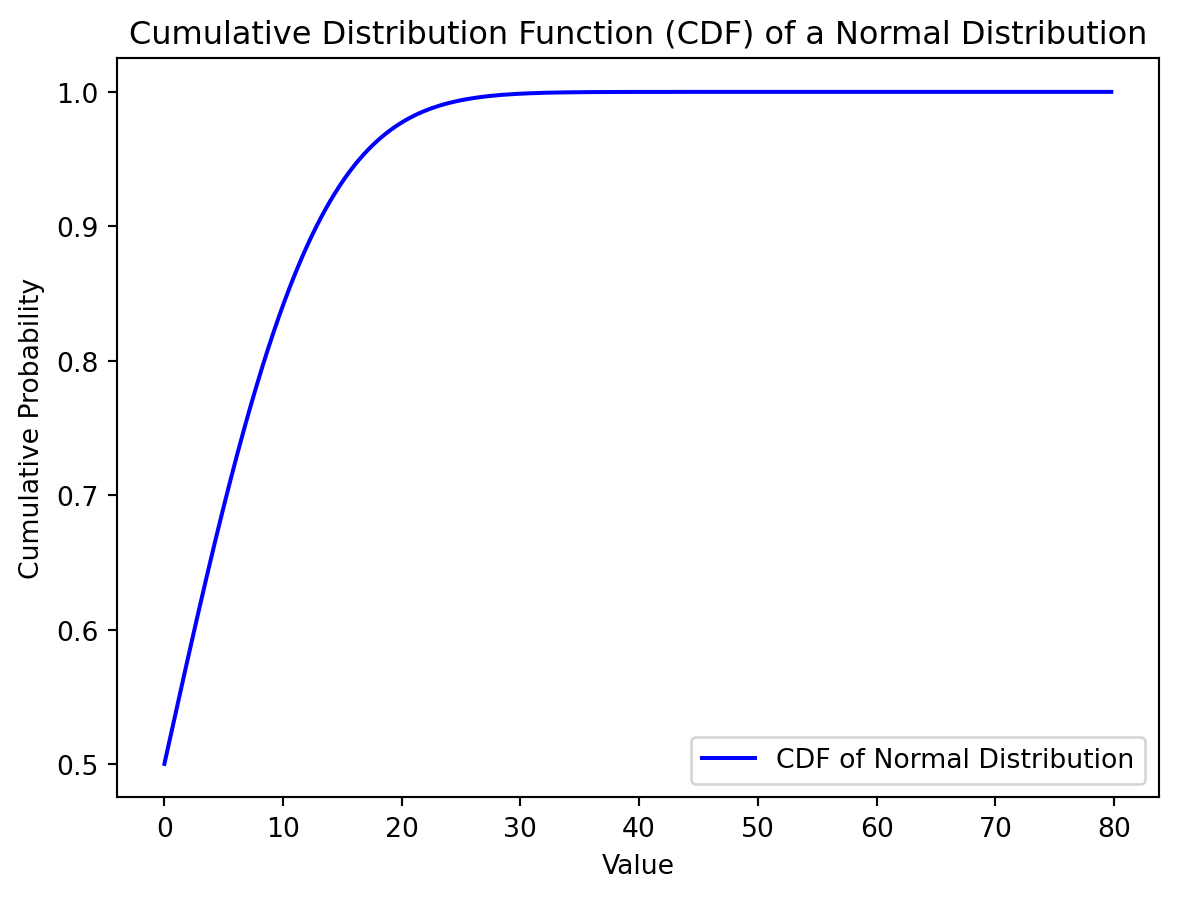 Cumulative Distribution Function (CDF) of a Normal Distribution
Cumulative Probability
1.0
0.9
0.8
0.7
0.6
0.5
CDF of Normal Distribution
0 10 20 30 40 50 60 70 80
Value